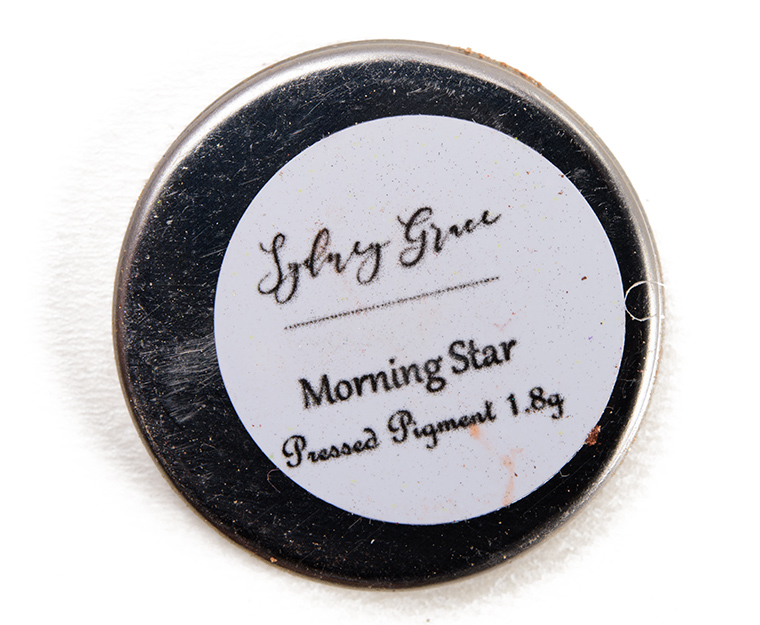 Sydney Grace
Morning Star
Pressed Pigment 1.8g